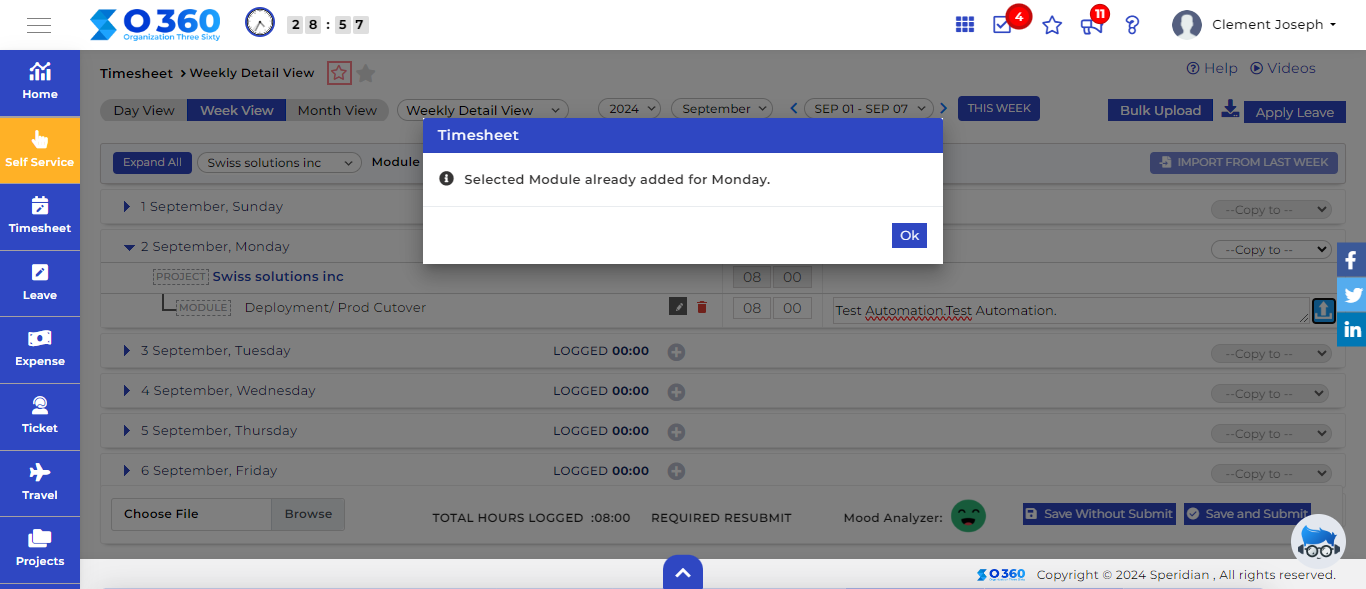 O 360
Organization Three Sixty
28:57
4
11
Clement Joseph
Home
Self Service
Timesheet
Leave
Expense
Ticket
Travel
Projects
Timesheet > Weekly Detail View
Help
Videos
Day View Week View Month View
Weekly Detail View
2024
September
SEP 01 - SEP 07
THIS WEEK
Bulk Upload
Apply Leave
Timesheet
Selected Module already added for Monday.
Ok
Expand All
Swiss solutions inc
Module
IMPORT FROM LAST WEEK
1 September, Sunday
--Copy to --
2 September, Monday
--Copy to --
PROJECT Swiss solutions inc
08 00
MODULE Deployment/ Prod Cutover
08 00
Test Automation.Test Automation.
3 September, Tuesday LOGGED 00:00 --Copy to --
4 September, Wednesday LOGGED 00:00 --Copy to --
5 September, Thursday LOGGED 00:00 --Copy to --
6 September, Friday LOGGED 00:00 --Copy to --
Choose File Browse
TOTAL HOURS LOGGED :08:00 REQUIRED RESUBMIT
Mood Analyzer:
Save Without Submit
Save and Submit
O 360 Copyright © 2024 Speridian , All rights reserved.